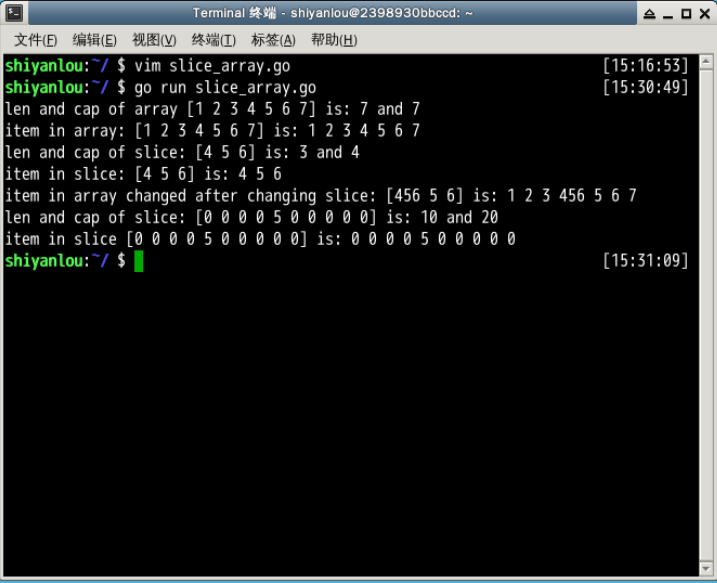 Terminal 终端 - shiyanlou@2398930bbccd: ~
文件(F) 编辑(E) 视图(V) 终端(T) 标签(A) 帮助(H)
shiyanlou:~/ $ vim slice_array.go [15:16:53]
shiyanlou:~/ $ go run slice_array.go [15:30:49]
len and cap of array [1 2 3 4 5 6 7] is: 7 and 7
item in array: [1 2 3 4 5 6 7] is: 1 2 3 4 5 6 7
len and cap of slice: [4 5 6] is: 3 and 4
item in slice: [4 5 6] is: 4 5 6
item in array changed after changing slice: [456 5 6] is: 1 2 3 456 5 6 7
len and cap of slice: [0 0 0 0 5 0 0 0 0 0] is: 10 and 20
item in slice [0 0 0 0 5 0 0 0 0 0] is: 0 0 0 0 5 0 0 0 0 0
shiyanlou:~/ $ [15:31:09]